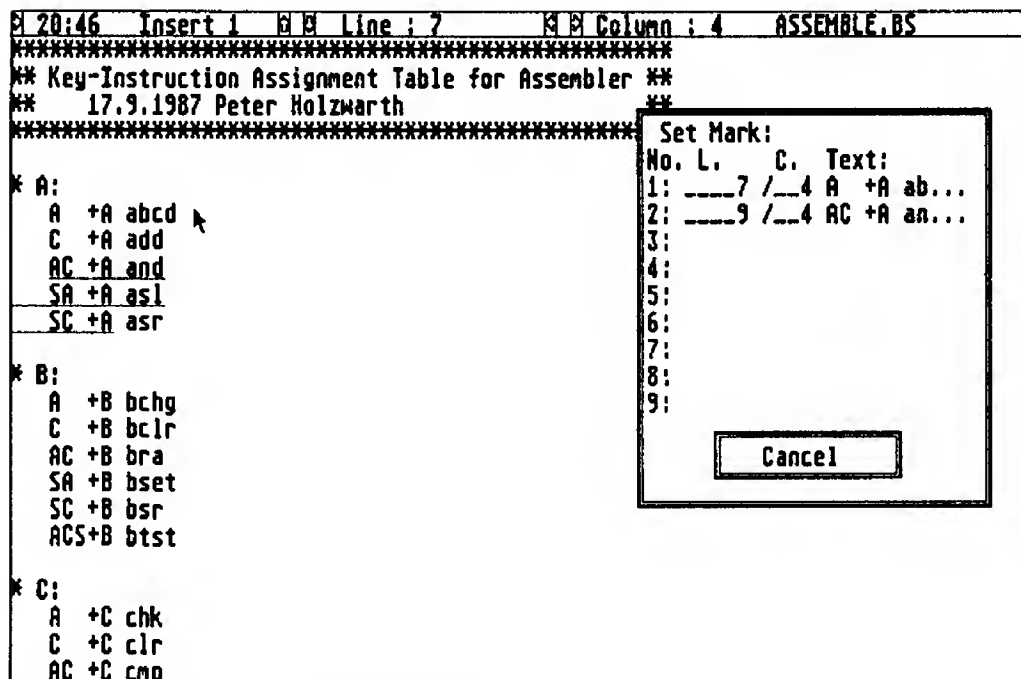 20:46 Insert 1 Line : 7 Column : 4 ASSEMBLE.BS
*****************************************************
** Key-Instruction Assignment Table for Assembler **
** 17.9.1987 Peter Holzwarth **
*****************************************************
* A:
A +A abcd
C +A add
AC +A and
SA +A asl
SC +A asr
* B:
A +B bchg
C +B bclr
AC +B bra
SA +B bset
SC +B bsr
ACS+B btst
* C:
A +C chk
C +C clr
AC +C cmp
Set Mark:
No. L. C. Text:
1: ____7 /__4 A +A ab...
2: ____9 /__4 AC +A an...
3:
4:
5:
6:
7:
8:
9:
Cancel